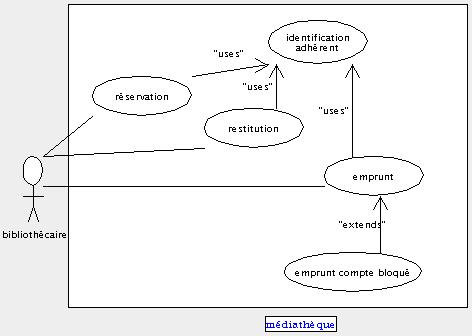 identification
adhérent
"uses"
"uses"
réservation
"uses"
restitution
emprunt
bibliothécaire
"extends"
emprunt compte bloqué
médiathèque